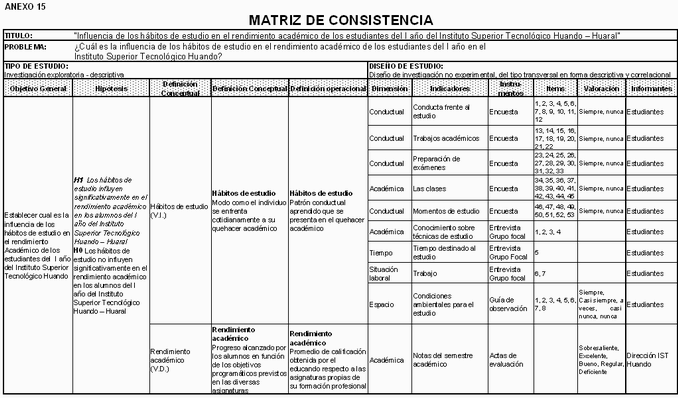 ANEXO 15
MATRIZ DE CONSISTENCIA
TITULO: "Influencia de los hábitos de estudio en el rendimiento académico de los estudiantes del I año del Instituto Superior Tecnológico Huando – Huaral"
PROBLEMA: ¿Cuál es la influencia de los hábitos de estudio en el rendimiento académico de los estudiantes del I año en el
Instituto Superior Tecnológico Huando?
TIPO DE ESTUDIO:
Investigación exploratoria - descriptiva
DISEÑO DE ESTUDIO:
Diseño de investigación no experimental, del tipo transversal en forma descriptiva y correlacional
Objetivo General
Hipótesis
Definición
Conceptual
Definición Conceptual
Definición operacional
Dimensión
Indicadores
Instru-
mentos
Items
Valoración
Informantes
Establecer cual es la
influencia de los
hábitos de estudio en
el rendimiento
Académico de los
estudiantes del I año
del Instituto Superior
Tecnológico Huando
H1 Los hábitos de
estudio influyen
significativamente en el
rendimiento académico
en los alumnos del I
año del Instituto
Superior Tecnológico
Huando – Huaral
H0 Los hábitos de
estudio no influyen
significativamente en el
rendimiento académico
en los alumnos del I
año del Instituto
Superior Tecnológico
Huando – Huaral
Hábitos de estudio
(V.I.)
Hábitos de estudio
Modo como el individuo
se enfrenta
cotidianamente a su
quehacer académico
Hábitos de estudio
Patrón conductual
aprendido que se
presenta en el quehacer
académico
Conductual
Conducta frente al
estudio
Encuesta
1, 2, 3, 4, 5, 6,
7, 8, 9, 10, 11,
12
Siempre, nunca
Estudiantes
Conductual
Trabajos académicos
Encuesta
13, 14, 15, 16,
17, 18, 19, 20,
21, 22
Siempre, nunca
Estudiantes
Conductual
Preparación de
exámenes
Encuesta
23, 24, 25, 26,
27, 28, 29, 30,
31, 32, 33
Siempre, nunca
Estudiantes
Académica
Las clases
Encuesta
34, 35, 36, 37,
38, 39, 40, 41,
42, 43, 44, 45
Siempre, nunca
Estudiantes
Conductual
Momentos de estudio
Encuesta
46, 47, 48, 49,
50, 51, 52, 53
Siempre, nunca
Estudiantes
Académica
Conocimiento sobre
técnicas de estudio
Entrevista
Grupo focal
1, 2, 3, 4
Estudiantes
Tiempo
Tiempo destinado al
estudio
Entrevista
Grupo Focal
5
Estudiantes
Situación
laboral
Trabajo
Entrevista
Grupo focal
6, 7
Estudiantes
Espacio
Condiciones
ambientales para el
estudio
Guía de
observación
1, 2, 3, 4, 5, 6,
7, 8
Siempre,
Casi siempre, a
veces, casi
nunca, nunca
Estudiantes
Rendimiento
académico
(V.D.)
Rendimiento
académico
Progreso alcanzado por
los alumnos en función
de los objetivos
programáticos previstos
en las diversas
asignaturas
Rendimiento
académico
Promedio de calificación
obtenida por el
educando respecto a las
asignaturas propias de
su formación profesional
Académica
Notas del semestre
académico
Actas de
evaluación
Sobresaliente,
Excelente,
Bueno, Regular,
Deficiente
Dirección IST
Huando